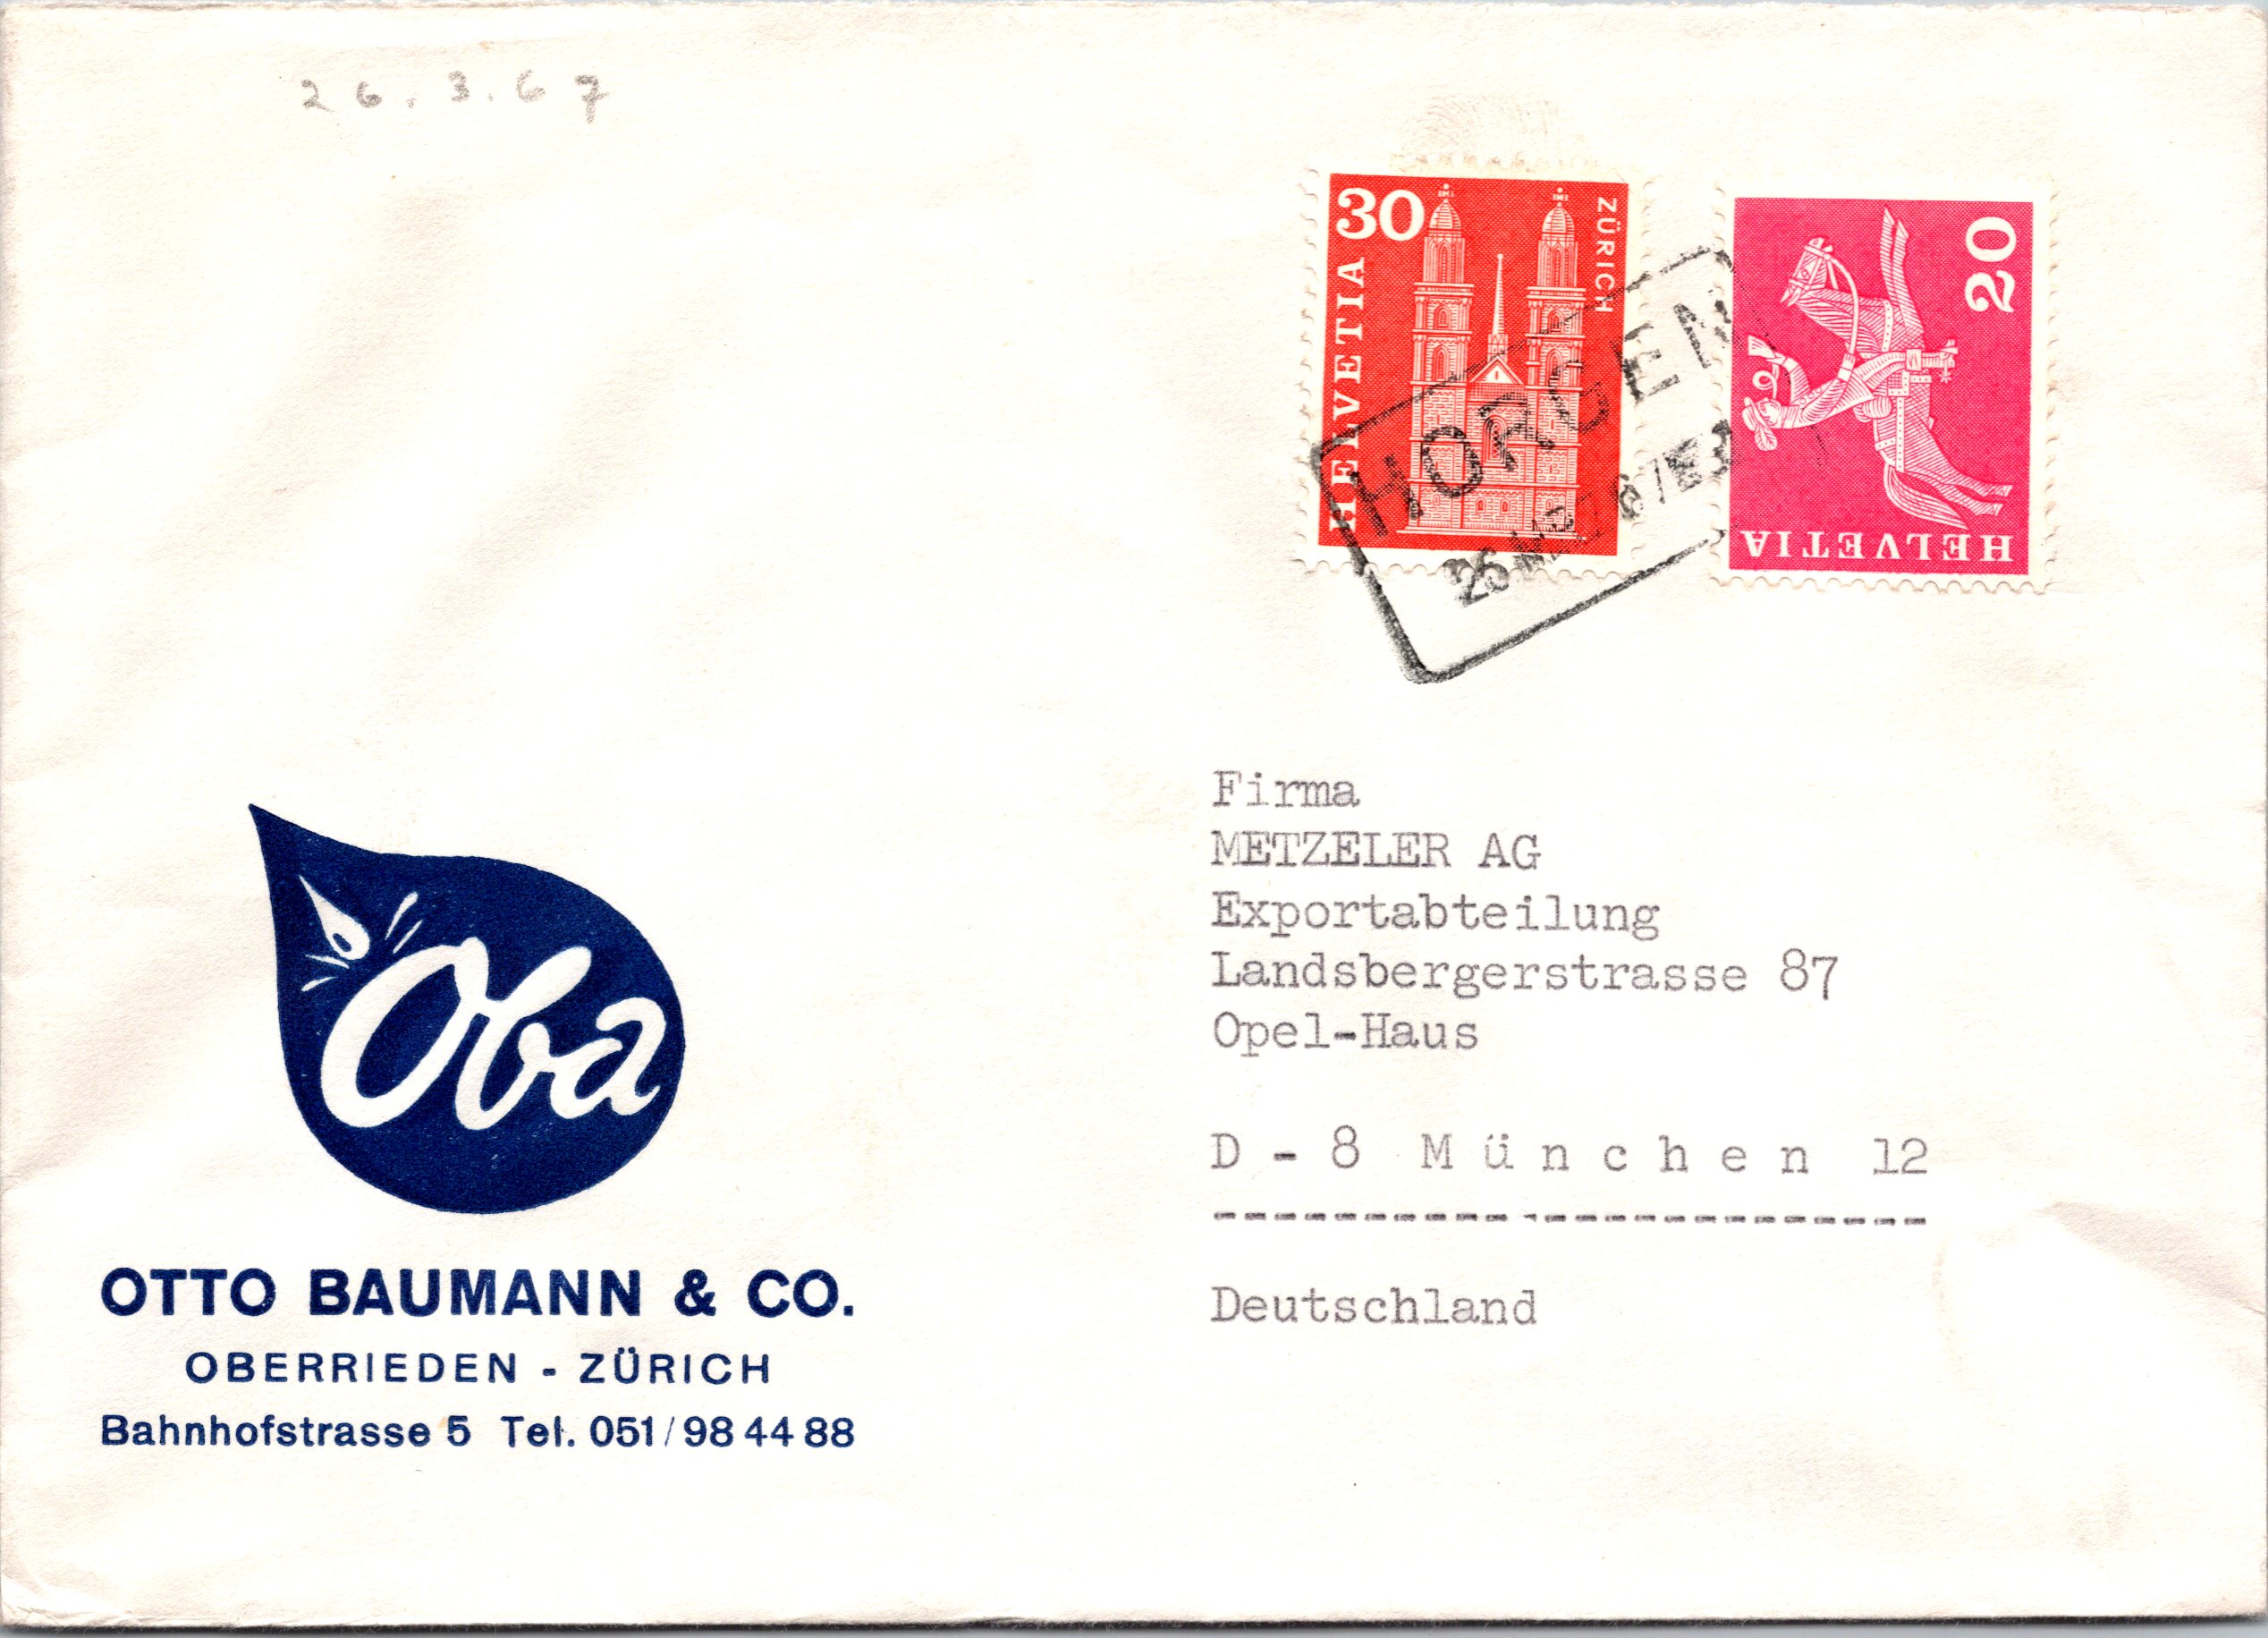 26.3.67
30
HELVETIA
ZÜRICH
20
HELVETIA
HORGEN
Oba
OTTO BAUMANN & CO.
OBERRIEDEN - ZÜRICH
Bahnhofstrasse 5 Tel. 051/98 44 88
Firma
METZELER AG
Exportabteilung
Landsbergerstrasse 87
Opel-Haus
D - 8 M ü n c h e n 12
Deutschland